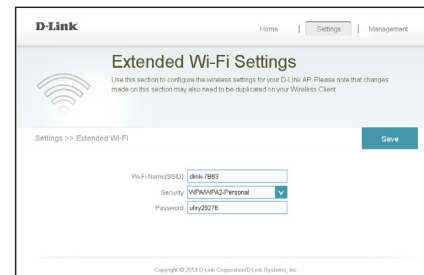 D-Link
Home | Settings | Management
Extended Wi-Fi Settings
Use this section to configure the wireless settings for your D-Link AP. Please note that changes
made on this section may also need to be duplicated on your Wireless Client.
Settings >> Extended Wi-Fi
Save
Wi-Fi Name(SSID): dlink-7B63
Security: WPA/WPA2-Personal
Password: ufiry29276
Copyright © 2013 D-Link Corporation/D-Link Systems, Inc.